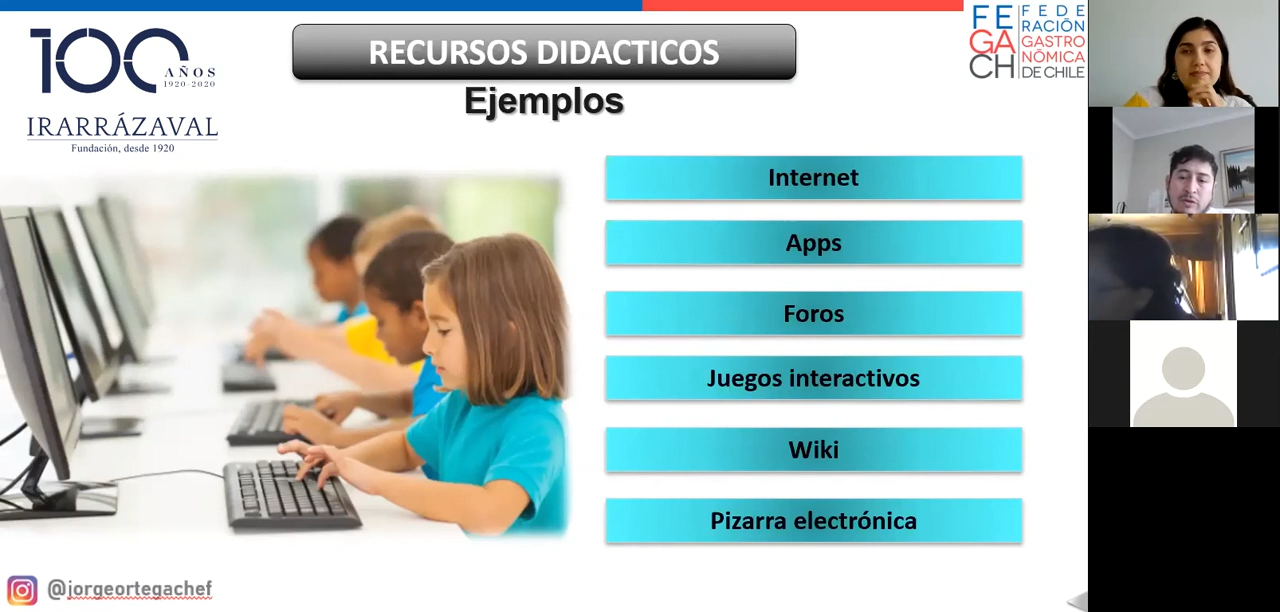 100
AÑOS
1920-2020
IRARRÁZAVAL
Fundación, desde 1920
RECURSOS DIDACTICOS
Ejemplos
FE
GA
CH
FEDE
RACIÓN
GASTRO
NÓMICA
DE CHILE
Internet
Apps
Foros
Juegos interactivos
Wiki
Pizarra electrónica
@jorgeortegachef